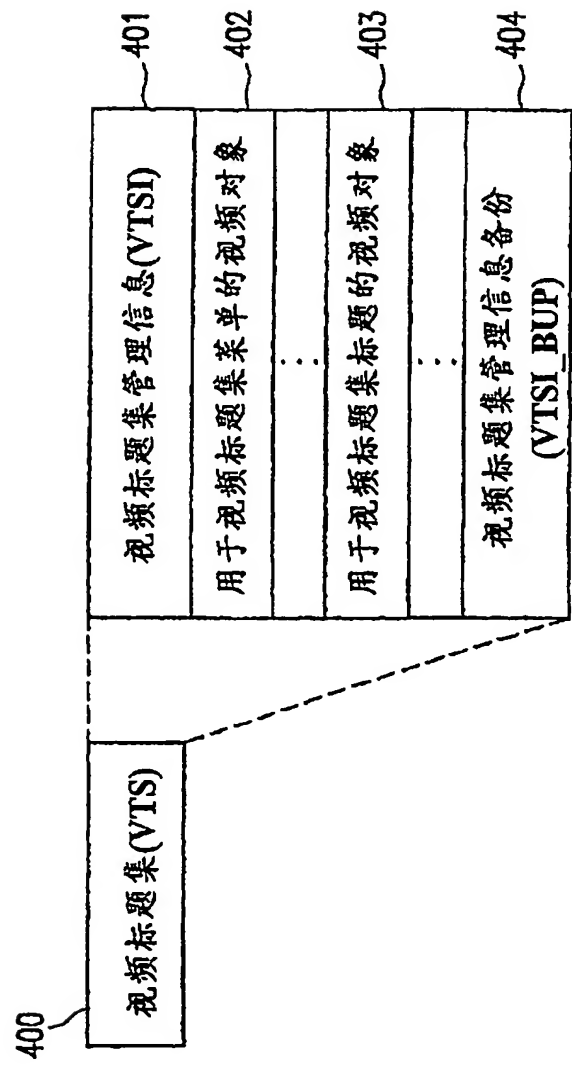 400
视频标题集(VTS)
视频标题集管理信息(VTSI)
401
用于视频标题集菜单的视频对象
402
...
用于视频标题集标题的视频对象
403
...
视频标题集管理信息备份
(VTSI_BUP)
404